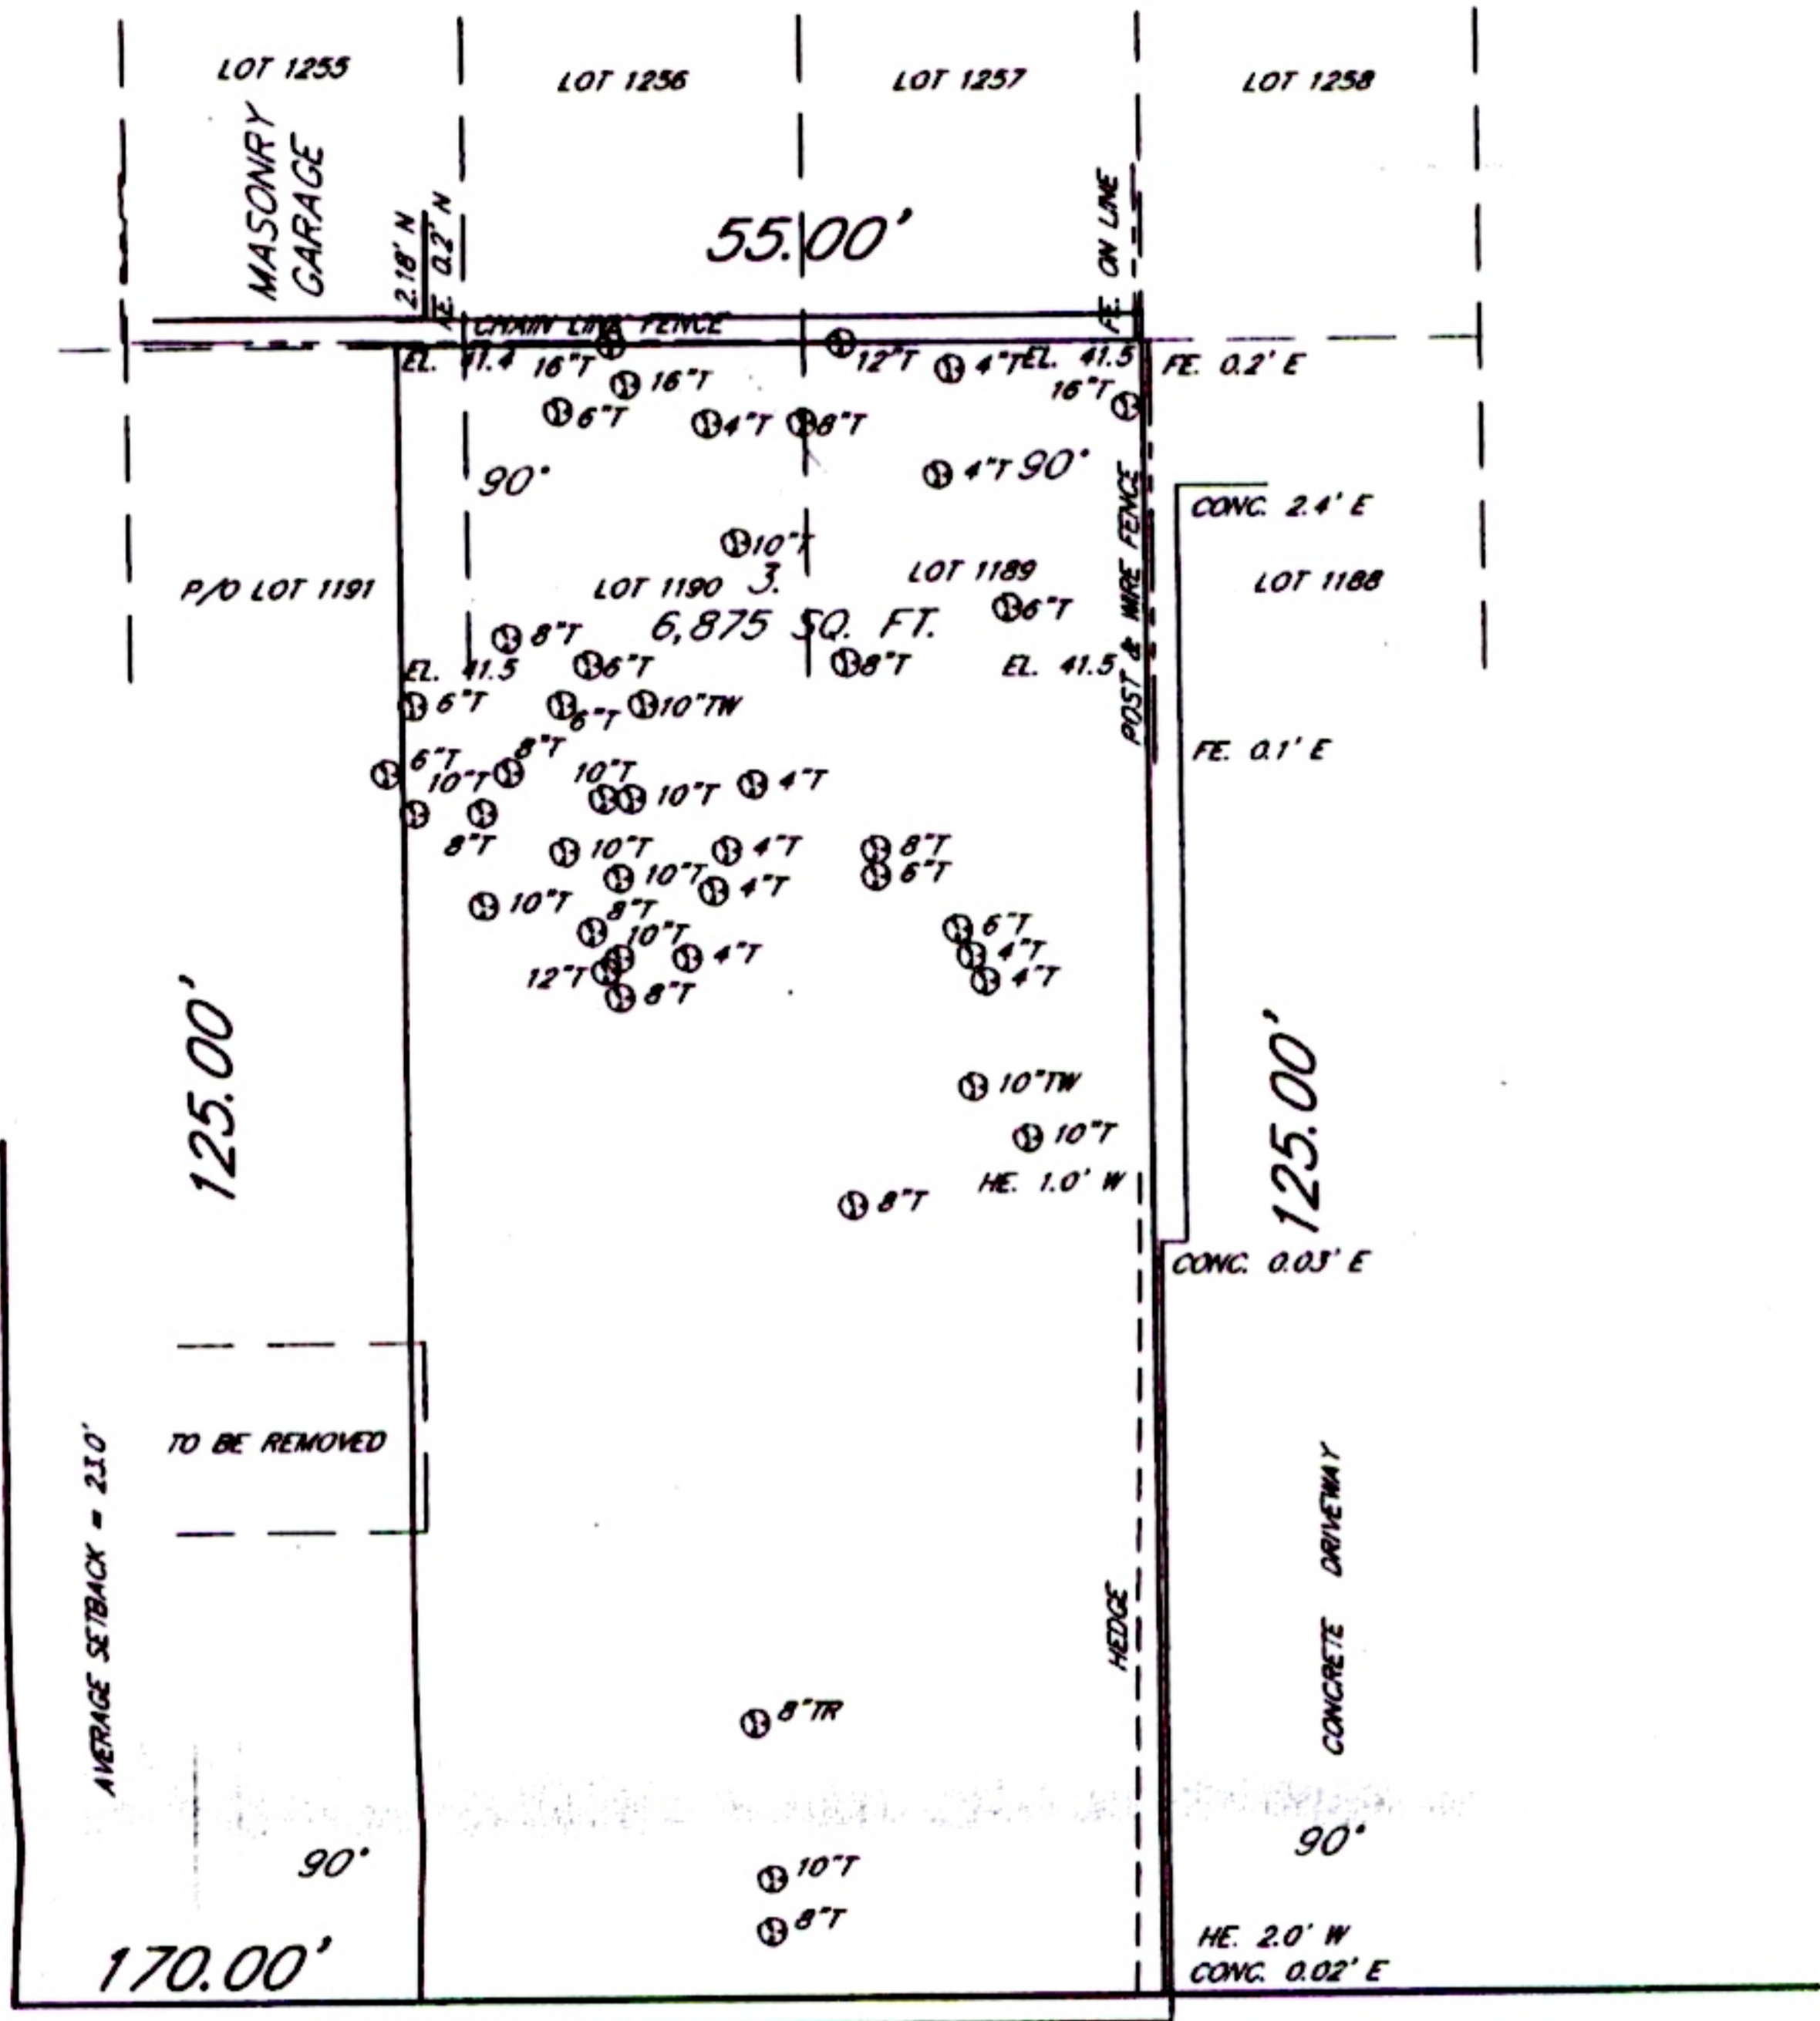 LOT 1255
LOT 1256
LOT 1257
LOT 1258
MASONRY
GARAGE
2.18' N
FE. 0.2' N
55.00'
FE. ON LINE
CHAIN LINK FENCE
EL. 41.4
16"T
12"T
4"T
EL. 41.5
FE. 0.2' E
16"T
16"T
6"T
4"T
8"T
90°
4"T
90°
POST & WIRE FENCE
CONC. 2.4' E
10"T
P/O LOT 1191
LOT 1190
3.
LOT 1189
LOT 1188
6"T
6,875 SQ. FT.
8"T
EL. 41.5
6"T
8"T
EL. 41.5
6"T
6"T
10"TW
8"T
FE. 0.1' E
6"T
10"T
10"T
10"T
4"T
8"T
10"T
4"T
8"T
10"T
4"T
6"T
10"T
8"T
10"T
4"T
6"T
4"T
12"T
8"T
4"T
125.00'
125.00'
10"TW
10"T
HE. 1.0' W
8"T
CONC. 0.03' E
TO BE REMOVED
AVERAGE SETBACK = 23.0'
HEDGE
CONCRETE DRIVEWAY
8"TR
90°
90°
10"T
8"T
170.00'
HE. 2.0' W
CONC. 0.02' E